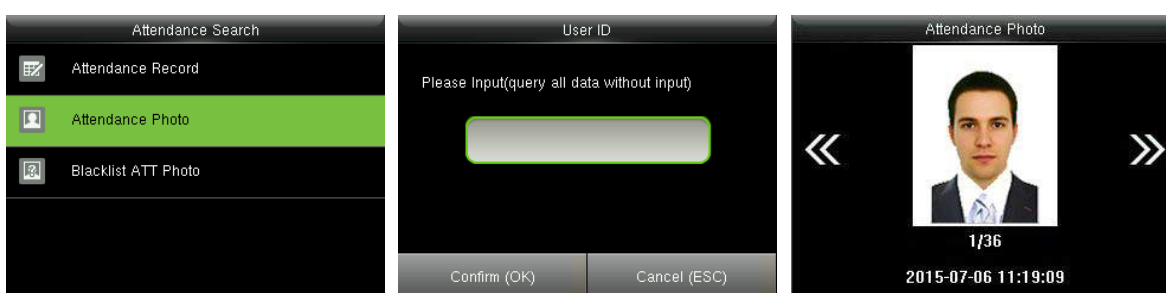 Attendance Search
Attendance Record
Attendance Photo
Blacklist ATT Photo
User ID
Please Input(query all data without input)
Confirm (OK)
Cancel (ESC)
Attendance Photo
1/36
2015-07-06 11:19:09